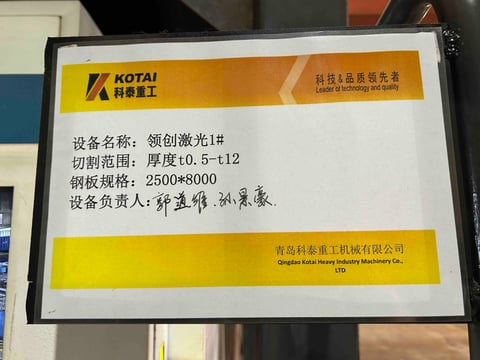 KOTAI
科泰重工
科技&品质领先者
Leader of technology and quality
设备名称：领创激光1#
切割范围：厚度t0.5-t12
钢板规格：2500*8000
设备负责人：郭道维.孙景豪.
青岛科泰重工机械有限公司
Qingdao Kotai Heavy Industry Machinery Co.,
LTD